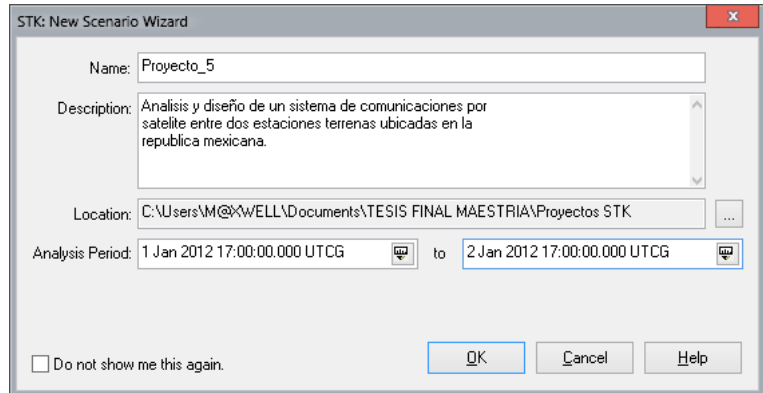 STK: New Scenario Wizard
x
Name: Proyecto_5
Description: Analisis y diseño de un sistema de comunicaciones por
satelite entre dos estaciones terrenas ubicadas en la
republica mexicana.
Location: C:\Users\M@XWELL\Documents\TESIS FINAL MAESTRIA\Proyectos STK ...
Analysis Period: 1 Jan 2012 17:00:00.000 UTCG to 2 Jan 2012 17:00:00.000 UTCG
Do not show me this again. OK Cancel Help